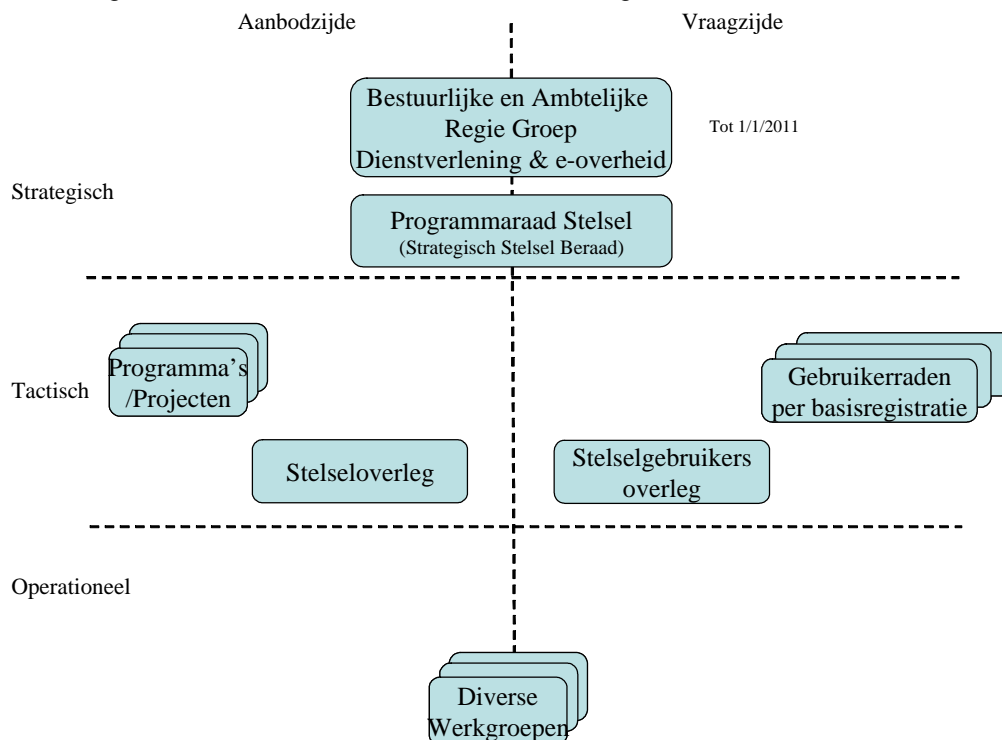 Aanbodzijde
Vraagzijde
Bestuurlijke en Ambtelijke
Regie Groep
Dienstverlening & e-overheid
Tot 1/1/2011
Strategisch
Programmaraad Stelsel
(Strategisch Stelsel Beraad)
Programma's
/Projecten
Tactisch
Gebruikerraden
per basisregistratie
Stelseloverleg
Stelselgebruikers
overleg
Operationeel
Diverse
Werkgroepen